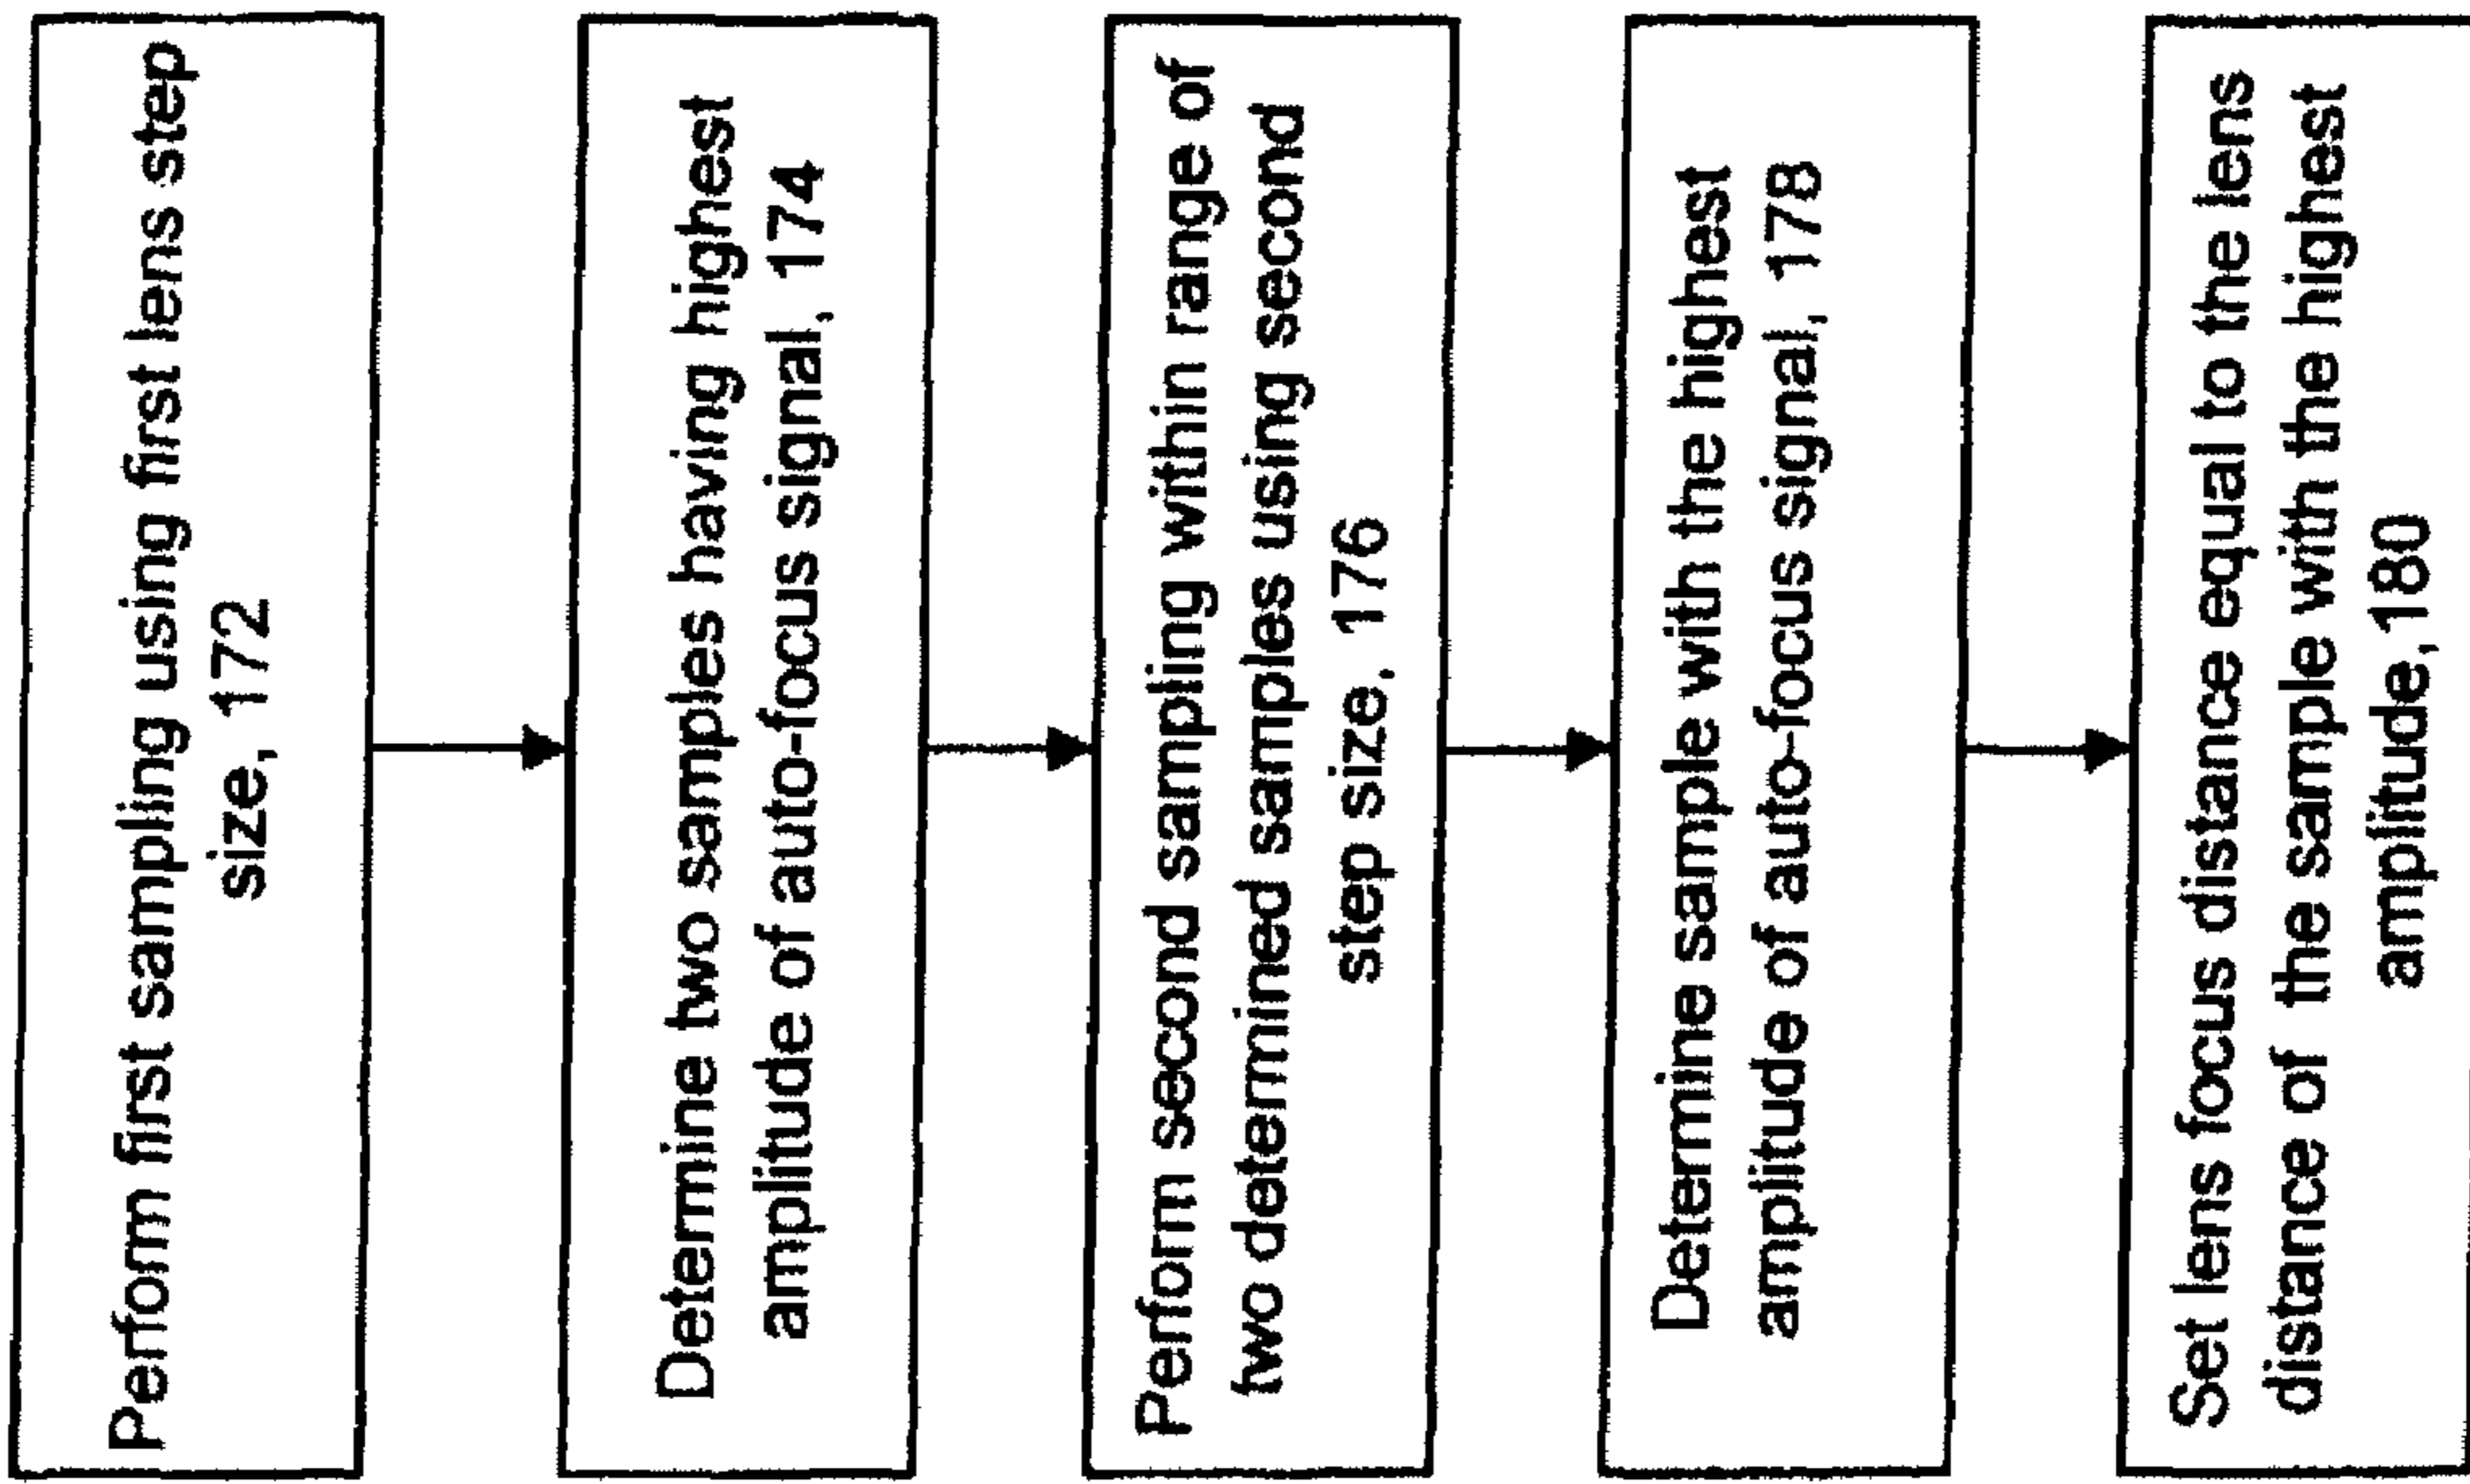 Perform first sampling using first lens step
size, 172
Determine two samples having highest
amplitude of auto-focus signal, 174
Perform second sampling within range of
two determined samples using second
step size, 176
Determine sample with the highest
amplitude of auto-focus signal, 178
Set lens focus distance equal to the lens
distance of the sample with the highest
amplitude,180